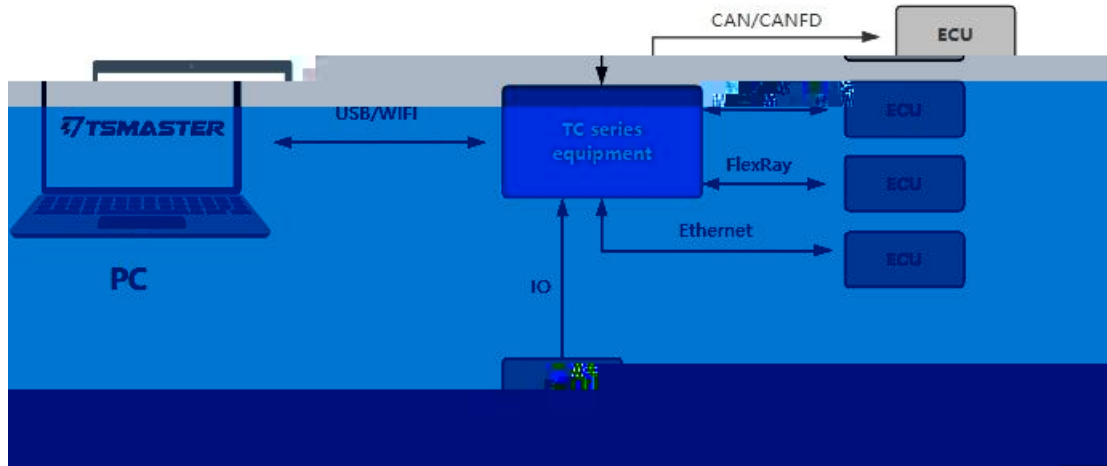 CAN/CANFD
ECU
USB/WIFI
TSMASTER
TC series
equipment
ECU
FlexRay
ECU
Ethernet
ECU
PC
IO